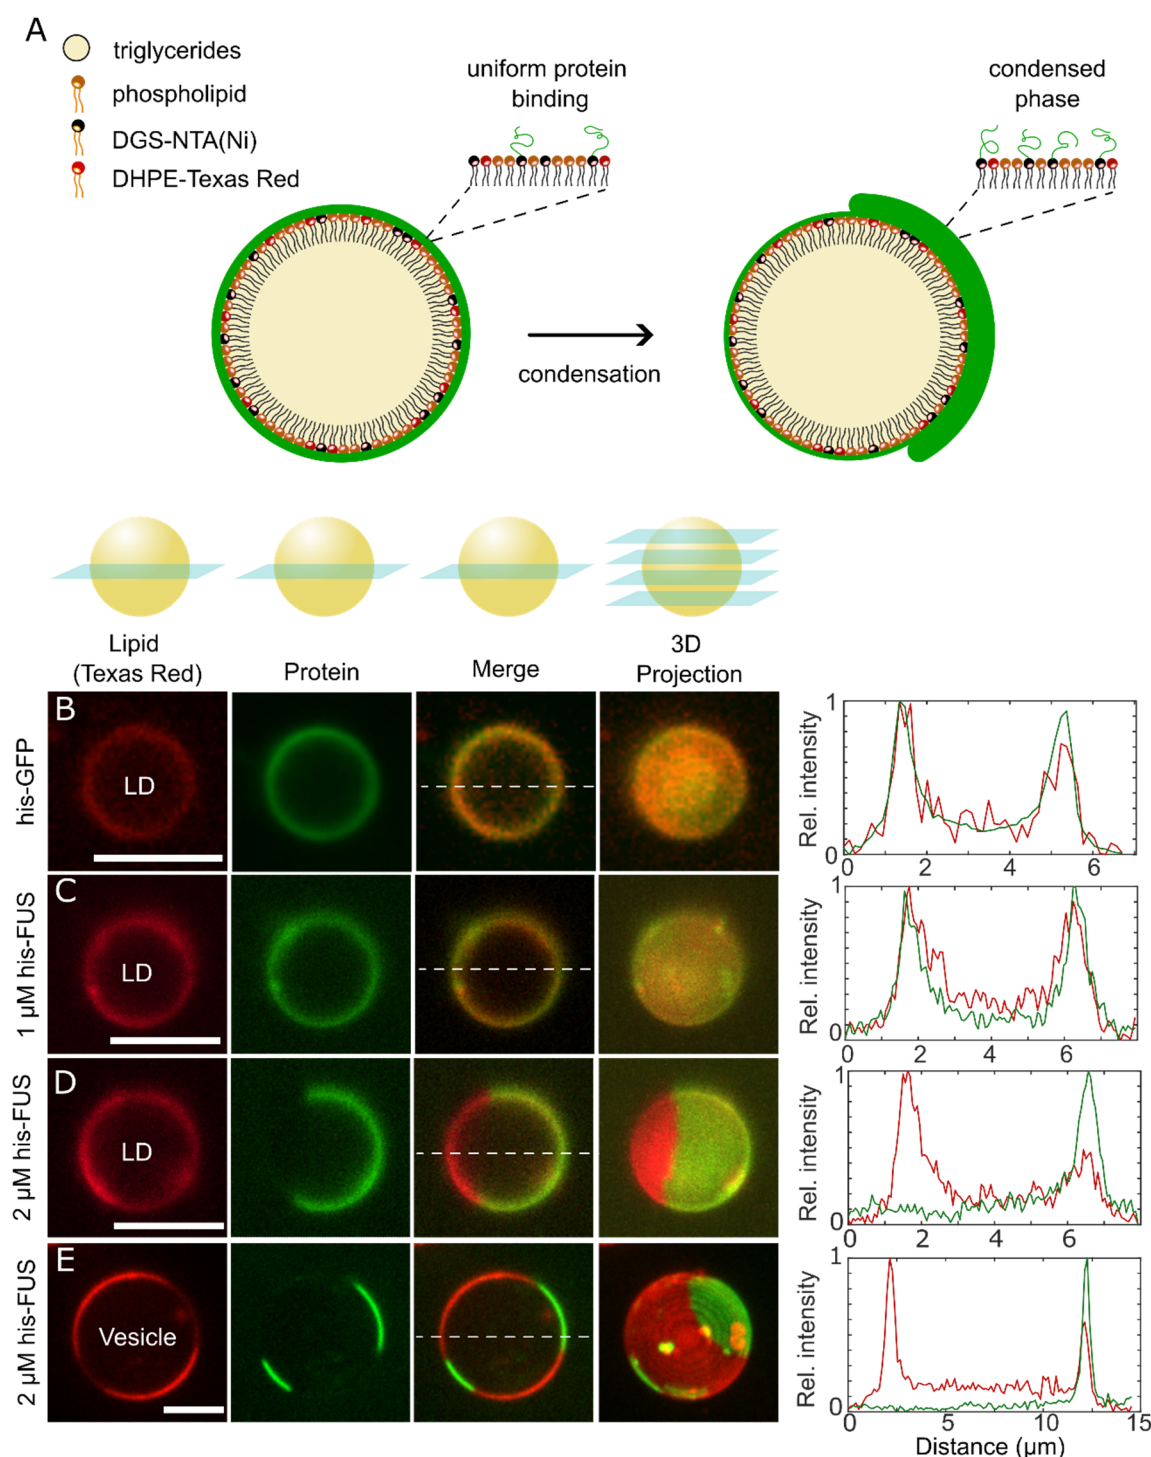 A
triglycerides
phospholipid
DGS-NTA(Ni)
DHPE-Texas Red
uniform protein
binding
condensed
phase
condensation
Lipid
(Texas Red)
Protein
Merge
3D
Projection
B
his-GFP
LD
Rel. intensity
1
0
0 2 4 6
C
1 µM his-FUS
LD
Rel. intensity
1
0
0 2 4 6
D
2 µM his-FUS
LD
Rel. intensity
1
0
0 2 4 6
E
2 µM his-FUS
Vesicle
Rel. intensity
1
0
0 5 10 15
Distance (µm)